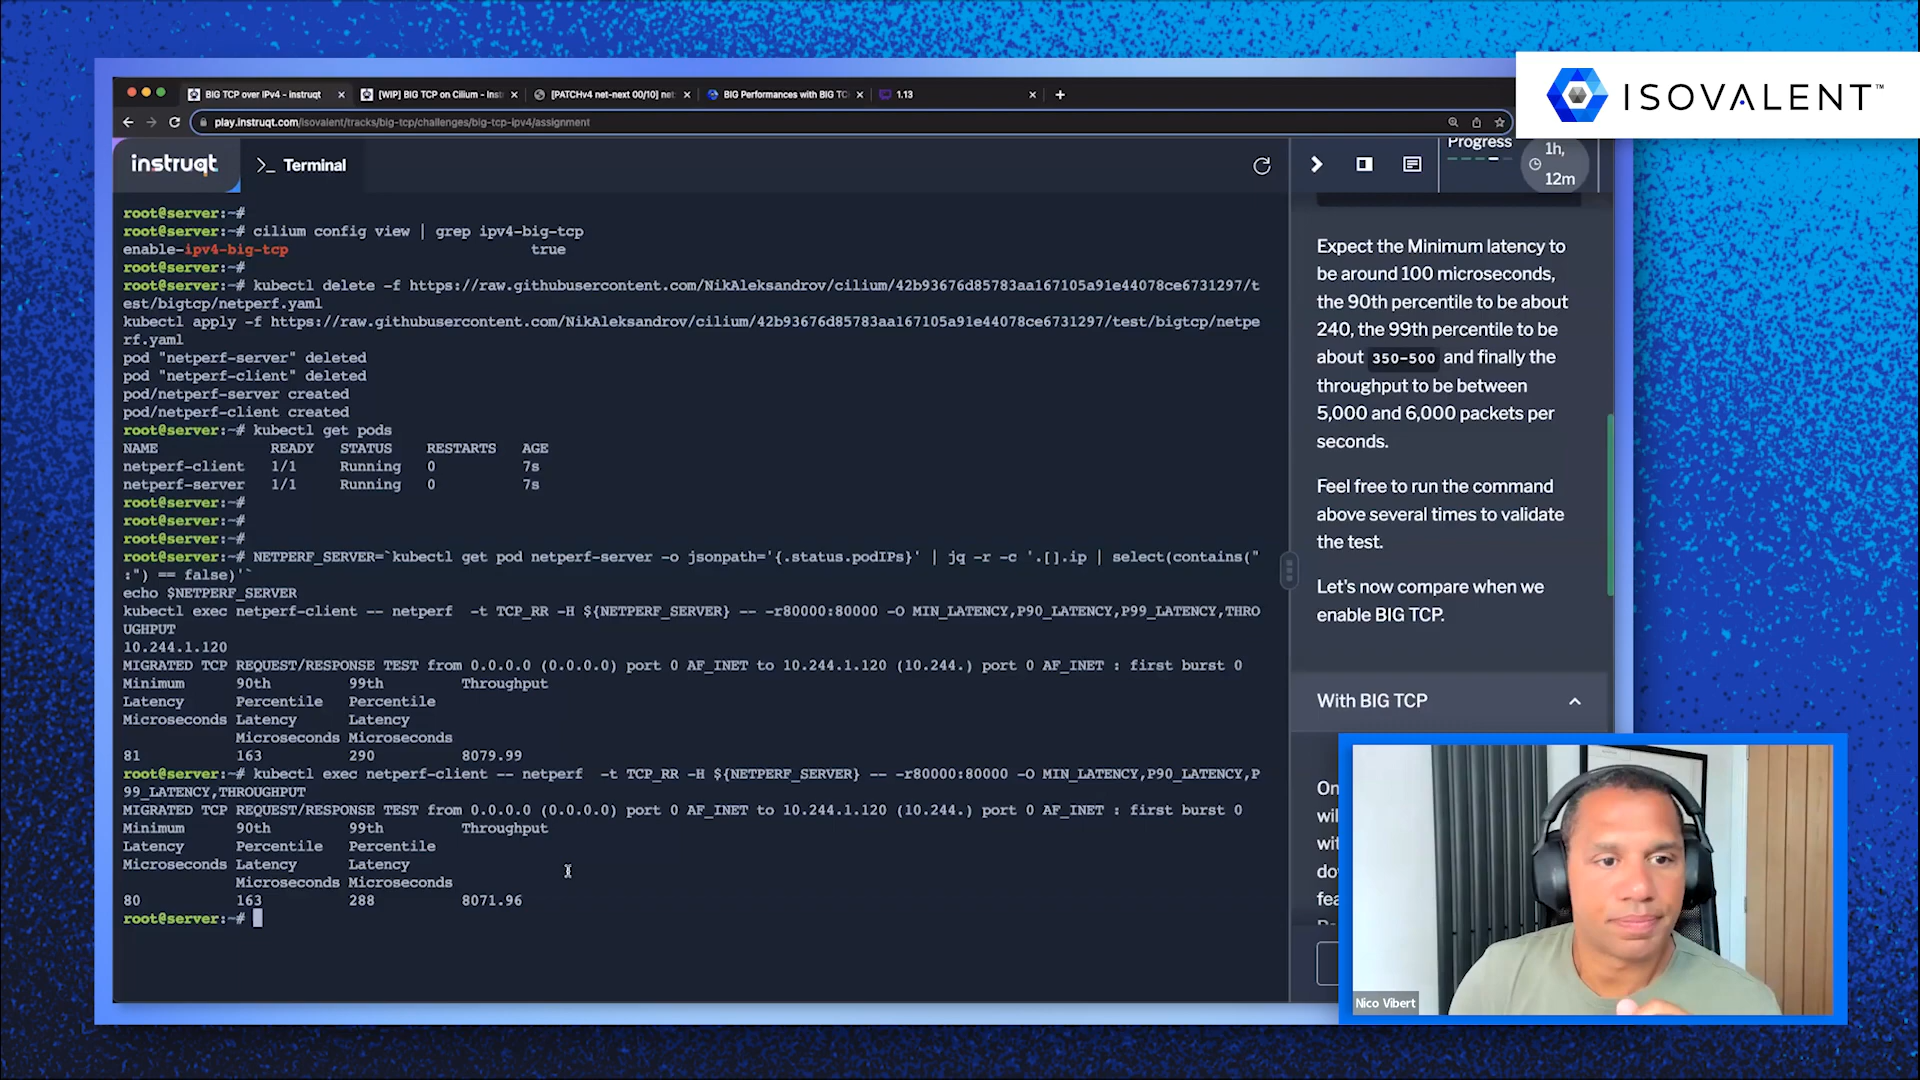 ISOVALENT™
BIG TCP over IPv4 - instruqt
[WIP] BIG TCP on Cilium - Inst
[PATCHv4 net-next 00/10] net
BIG Performances with BIG TC
1.13
play.instruqt.com/isovalent/tracks/big-tcp/challenges/big-tcp-ipv4/assignment
instruqt
>_ Terminal
Progress
1h,
12m
root@server:~#
root@server:~# cilium config view | grep ipv4-big-tcp
enable-ipv4-big-tcp true
root@server:~#
root@server:~# kubectl delete -f https://raw.githubusercontent.com/NikAleksandrov/cilium/42b93676d85783aa167105a91e44078ce6731297/t
est/bigtcp/netperf.yaml
kubectl apply -f https://raw.githubusercontent.com/NikAleksandrov/cilium/42b93676d85783aa167105a91e44078ce6731297/test/bigtcp/netpe
rf.yaml
pod "netperf-server" deleted
pod "netperf-client" deleted
pod/netperf-server created
pod/netperf-client created
root@server:~# kubectl get pods
NAME READY STATUS RESTARTS AGE
netperf-client 1/1 Running 0 7s
netperf-server 1/1 Running 0 7s
root@server:~#
root@server:~#
root@server:~#
root@server:~# NETPERF_SERVER=`kubectl get pod netperf-server -o jsonpath='{.status.podIPs}' | jq -r -c '.[].ip | select(contains("
:") == false)'`
echo $NETPERF_SERVER
kubectl exec netperf-client -- netperf -t TCP_RR -H ${NETPERF_SERVER} -- -r80000:80000 -O MIN_LATENCY,P90_LATENCY,P99_LATENCY,THRO
UGHPUT
10.244.1.120
MIGRATED TCP REQUEST/RESPONSE TEST from 0.0.0.0 (0.0.0.0) port 0 AF_INET to 10.244.1.120 (10.244.) port 0 AF_INET : first burst 0
Minimum 90th 99th Throughput
Latency Percentile Percentile
Microseconds Latency Latency
Microseconds Microseconds
81 163 290 8079.99
root@server:~# kubectl exec netperf-client -- netperf -t TCP_RR -H ${NETPERF_SERVER} -- -r80000:80000 -O MIN_LATENCY,P90_LATENCY,P
99_LATENCY,THROUGHPUT
MIGRATED TCP REQUEST/RESPONSE TEST from 0.0.0.0 (0.0.0.0) port 0 AF_INET to 10.244.1.120 (10.244.) port 0 AF_INET : first burst 0
Minimum 90th 99th Throughput
Latency Percentile Percentile
Microseconds Latency Latency
Microseconds Microseconds
80 163 288 8071.96
root@server:~#
Expect the Minimum latency to
be around 100 microseconds,
the 90th percentile to be about
240, the 99th percentile to be
about 350-500 and finally the
throughput to be between
5,000 and 6,000 packets per
seconds.
Feel free to run the command
above several times to validate
the test.
Let's now compare when we
enable BIG TCP.
With BIG TCP
On
wil
wit
do
fea
Nico Vibert